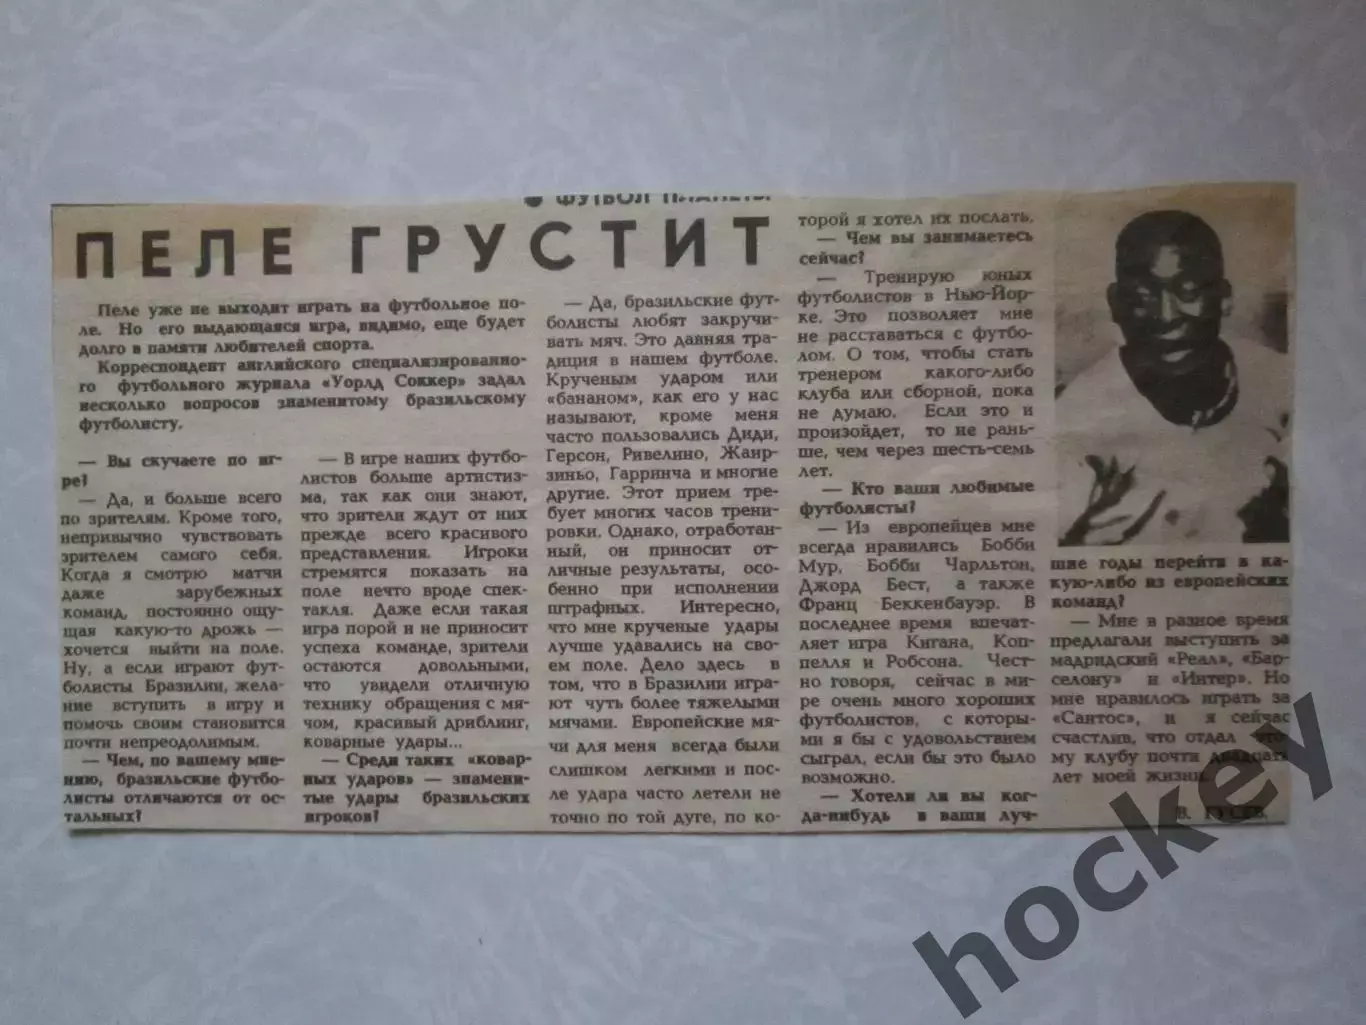 ● ФУТБОЛ ПЛАНЕТЫ
ПЕЛЕ ГРУСТИТ
Пеле уже не выходит играть на футбольное по-
ле. Но его выдающаяся игра, видимо, еще будет
долго в памяти любителей спорта.
Корреспондент английского специализированно-
го футбольного журнала «Уорлд Соккер» задал
несколько вопросов знаменитому бразильскому
футболисту.
— Вы скучаете по иг-
ре?
— Да, и больше всего
по зрителям. Кроме того,
непривычно чувствовать
зрителем самого себя.
Когда я смотрю матчи
даже зарубежных
команд, постоянно ощу-
щая какую-то дрожь —
хочется выйти на поле.
Ну, а если играют фут-
болисты Бразилии, жела-
ние вступить в игру и
помочь своим становится
почти непреодолимым.
— Чем, по вашему мне-
нию, бразильские футбо-
листы отличаются от ос-
тальных?
— В игре наших футбо-
листов больше артистиз-
ма, так как они знают,
что зрители ждут от них
прежде всего красивого
представления. Игроки
стремятся показать на
поле нечто вроде спек-
такля. Даже если такая
игра порой и не приносит
успеха команде, зрители
остаются довольными,
что увидели отличную
технику обращения с мя-
чом, красивый дриблинг,
коварные удары...
— Среди таких «ковар-
ных ударов» — знамени-
тые удары бразильских
игроков?
— Да, бразильские фут-
болисты любят закручи-
вать мяч. Это давняя тра-
диция в нашем футболе.
Крученым ударом или
«бананом», как его у нас
называют, кроме меня
часто пользовались Диди,
Герсон, Ривелино, Жаир-
зиньо, Гарринча и многие
другие. Этот прием тре-
бует многих часов трени-
ровки. Однако, отработан-
ный, он приносит от-
личные результаты, осо-
бенно при исполнении
штрафных. Интересно,
что мне крученые удары
лучше удавались на сво-
ем поле. Дело здесь в
том, что в Бразилии игра-
ют чуть более тяжелыми
мячами. Европейские мя-
чи для меня всегда были
слишком легкими и пос-
ле удара часто летели не
точно по той дуге, по ко-
торой я хотел их послать.
— Чем вы занимаетесь
сейчас?
— Тренирую юных
футболистов в Нью-Йор-
ке. Это позволяет мне
не расставаться с футбо-
лом. О том, чтобы стать
тренером какого-либо
клуба или сборной, пока
не думаю. Если это и
произойдет, то не рань-
ше, чем через шесть-семь
лет.
— Кто ваши любимые
футболисты?
— Из европейцев мне
всегда нравились Бобби
Мур, Бобби Чарльтон,
Джорд Бест, а также
Франц Беккенбауэр. В
последнее время впечат-
ляет игра Кигана, Коп-
пелля и Робсона. Чест-
но говоря, сейчас в ми-
ре очень много хороших
футболистов, с которы-
ми я бы с удовольствием
сыграл, если бы это было
возможно.
— Хотели ли вы ког-
да-нибудь в ваши луч-
шие годы перейти в ка-
кую-либо из европейских
команд?
— Мне в разное время
предлагали выступить за
мадридский «Реал», «Бар-
селону» и «Интер». Но
мне нравилось играть за
«Сантос», и я сейчас
счастлив, что отдал это-
му клубу почти двадцать
лет моей жизни.
В. ГУСЕВ.
hockey